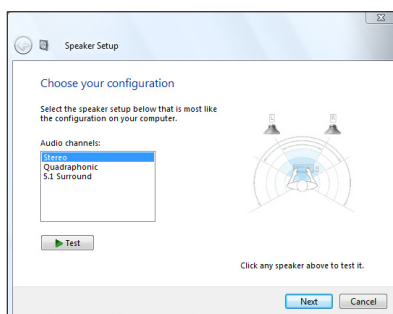 Speaker Setup
Choose your configuration
Select the speaker setup below that is most like
the configuration on your computer.
Audio channels:
Stereo
Quadraphonic
5.1 Surround
L
R
Test
Click any speaker above to test it.
Next
Cancel